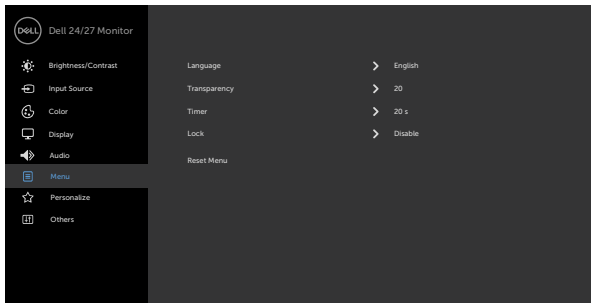 DELL Dell 24/27 Monitor
Brightness/Contrast
Input Source
Color
Display
Audio
Menu
Personalize
Others
Language English
Transparency 20
Timer 20 s
Lock Disable
Reset Menu